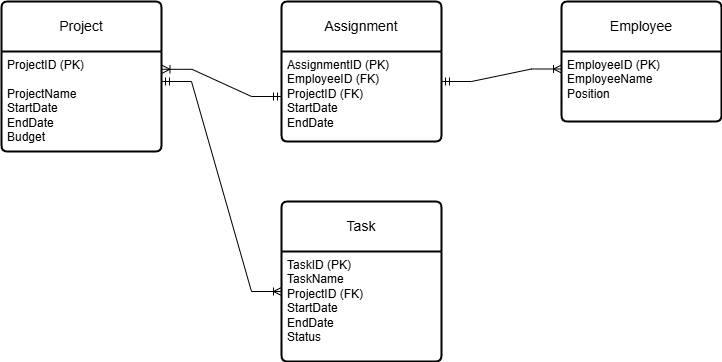 Project
ProjectID (PK)
ProjectName
StartDate
EndDate
Budget
Assignment
AssignmentID (PK)
EmployeeID (FK)
ProjectID (FK)
StartDate
EndDate
Employee
EmployeeID (PK)
EmployeeName
Position
Task
TaskID (PK)
TaskName
ProjectID (FK)
StartDate
EndDate
Status